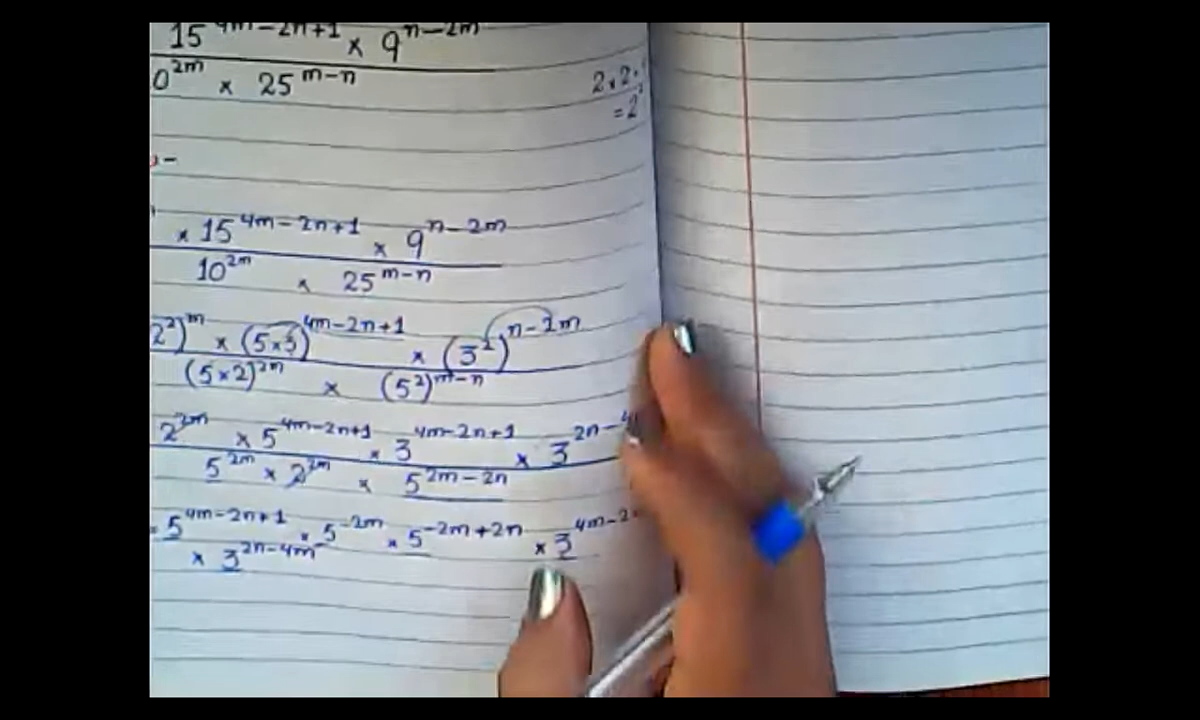 15^{4m-2n+1} × 9^{n-2m}
0^{2m} × 25^{m-n}
2×2·
=2
× 15^{4m-2n+1} × 9^{n-2m}
10^{2m} × 25^{m-n}
2²)^m × (5×3)^{4m-2n+1} × (3²)^{n-2m}
(5×2)^{2m} × (5²)^{m-n}
2^{2m} × 5^{4m-2n+1} × 3^{4m-2n+1} × 3^{2n-4
5^{2m} × 2^{2m} × 5^{2m-2n}
= 5^{4m-2n+1} × 5^{-2m} × 5^{-2m+2n} × 3^{4m-2
× 3^{2n-4m}